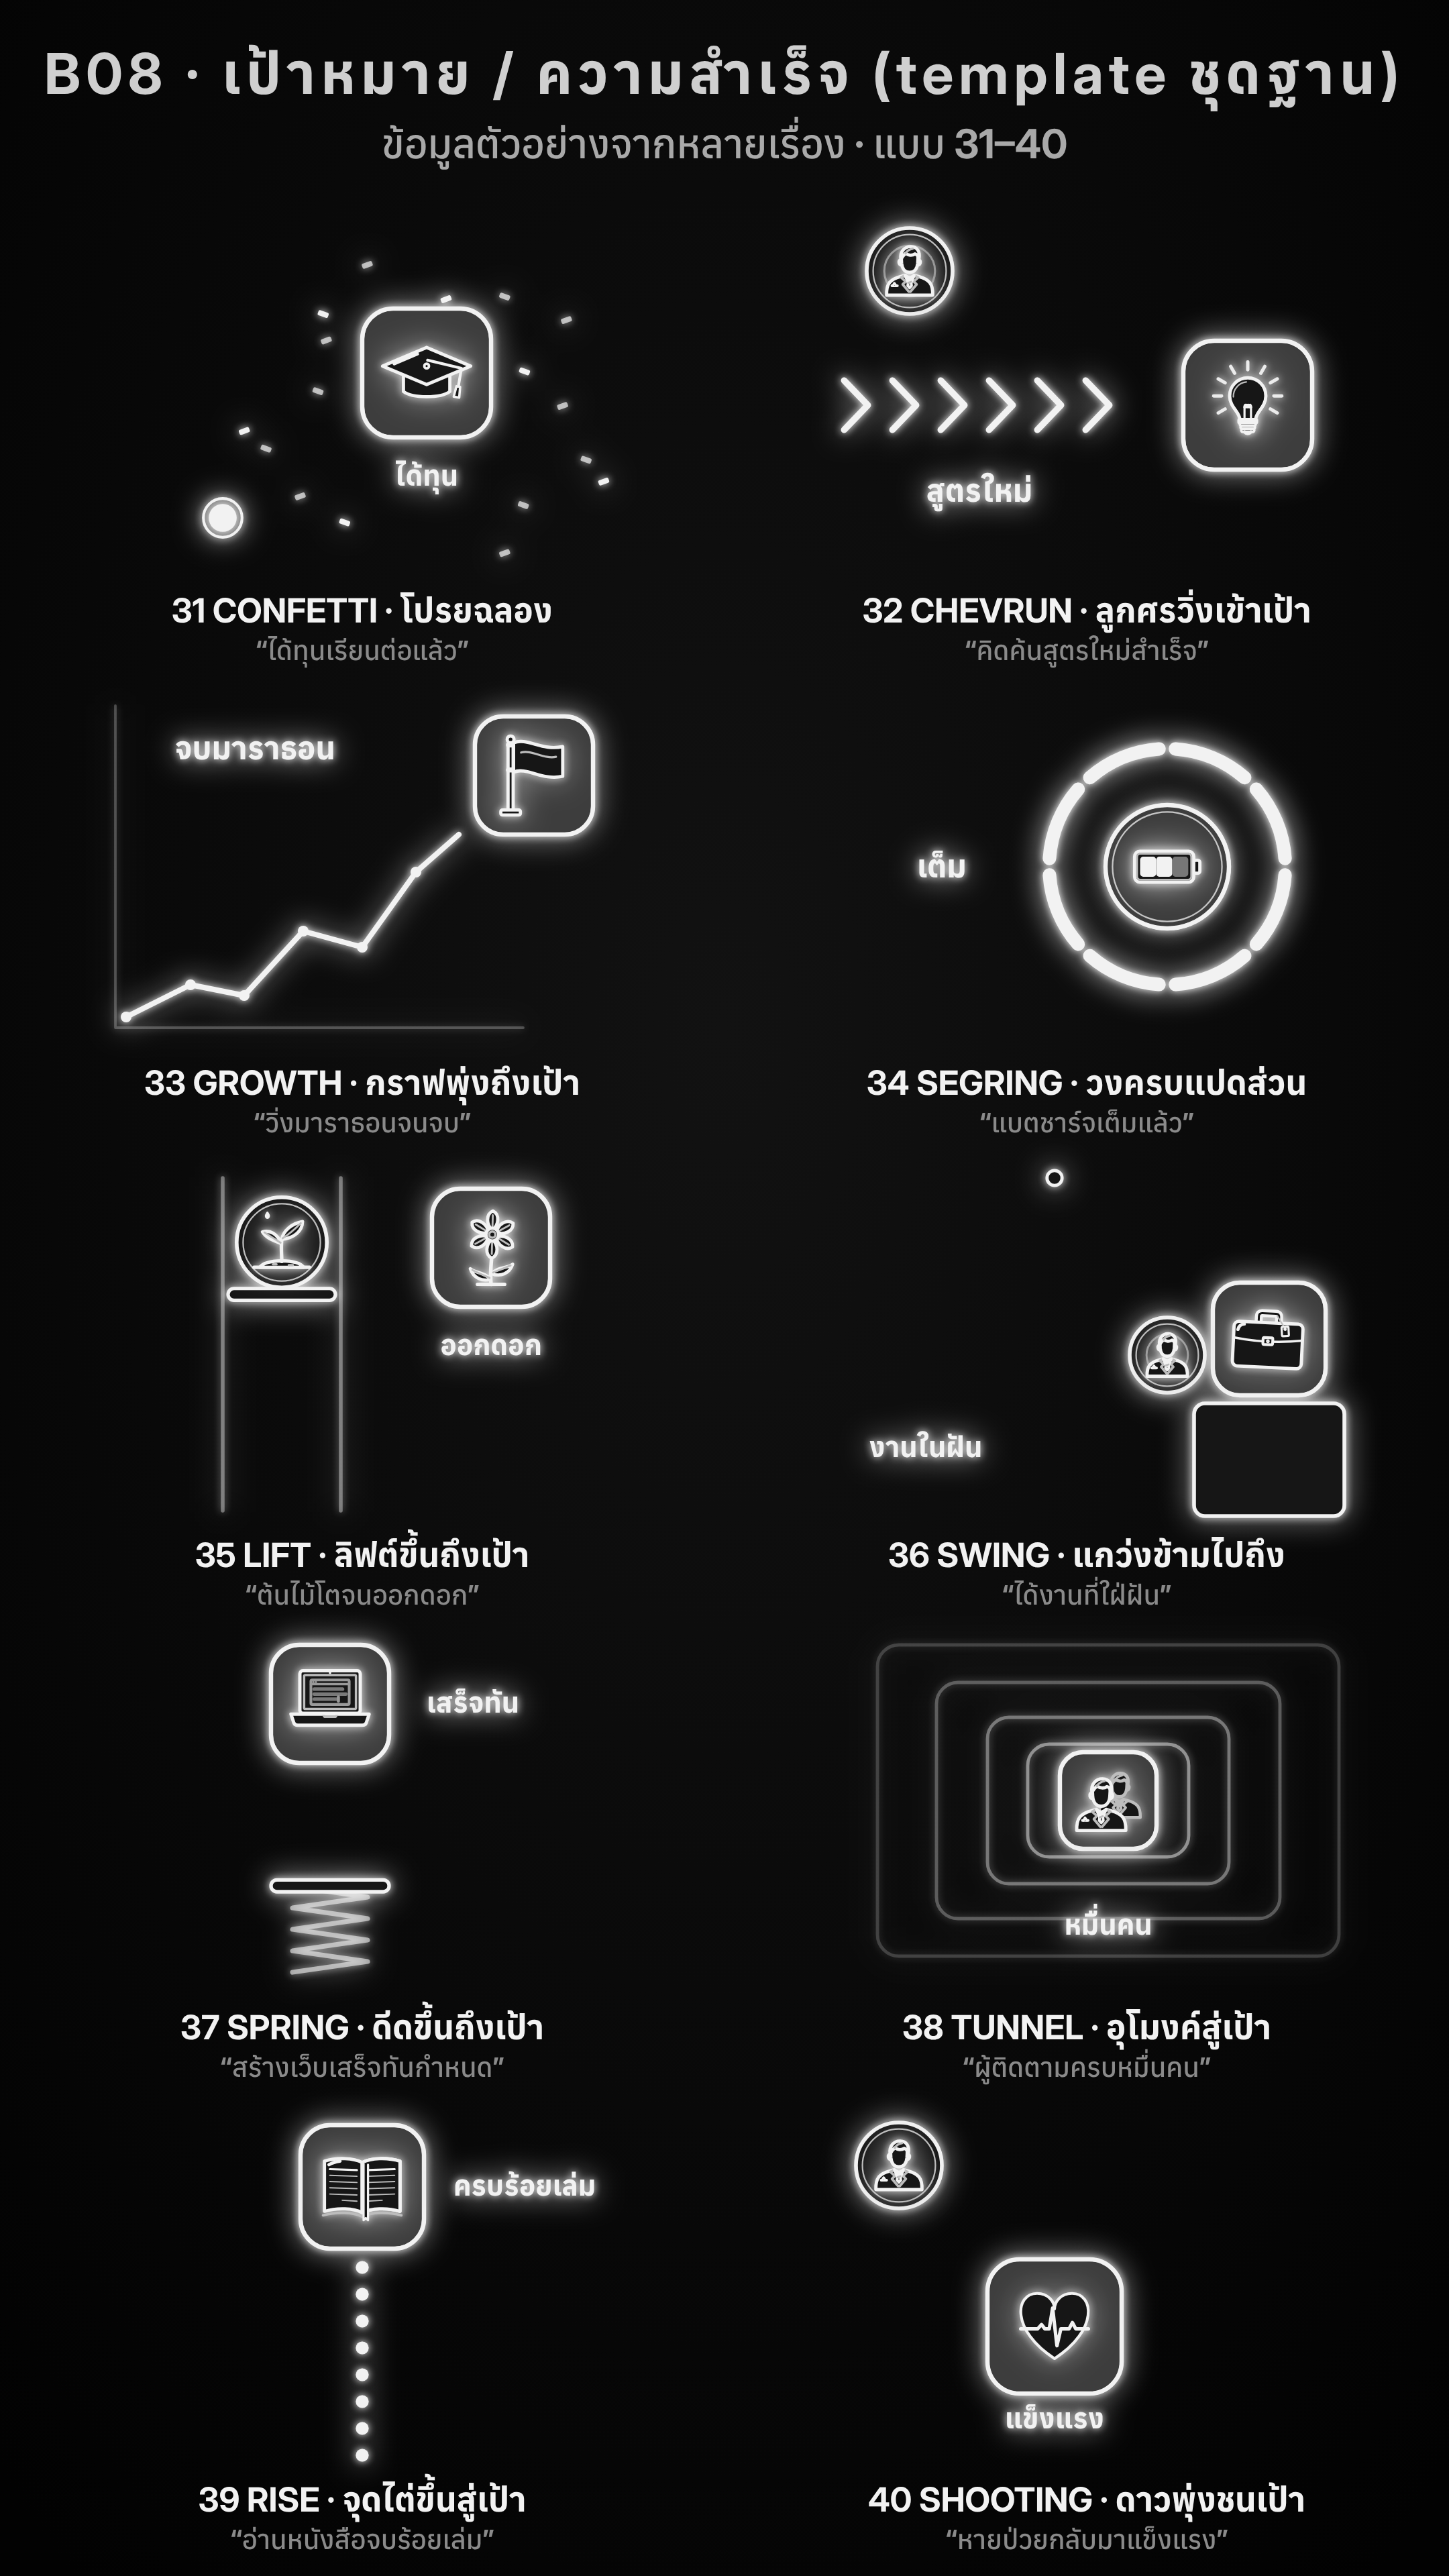 B08 · เป้าหมาย / ความสำเร็จ (template ชุดฐาน)
ข้อมูลตัวอย่างจากหลายเรื่อง · แบบ 31–40
ได้ทุน
31 CONFETTI · โปรยฉลอง
“ได้ทุนเรียนต่อแล้ว”
สูตรใหม่
32 CHEVRUN · ลูกศรวิ่งเข้าเป้า
“คิดค้นสูตรใหม่สำเร็จ”
จบมาราธอน
33 GROWTH · กราฟพุ่งถึงเป้า
“วิ่งมาราธอนจนจบ”
เต็ม
34 SEGRING · วงครบแปดส่วน
“แบตชาร์จเต็มแล้ว”
ออกดอก
35 LIFT · ลิฟต์ขึ้นถึงเป้า
“ต้นไม้โตจนออกดอก”
งานในฝัน
36 SWING · แกว่งข้ามไปถึง
“ได้งานที่ใฝ่ฝัน”
เสร็จทัน
37 SPRING · ดีดขึ้นถึงเป้า
“สร้างเว็บเสร็จทันกำหนด”
หมื่นคน
38 TUNNEL · อุโมงค์สู่เป้า
“ผู้ติดตามครบหมื่นคน”
ครบร้อยเล่ม
39 RISE · จุดไต่ขึ้นสู่เป้า
“อ่านหนังสือจบร้อยเล่ม”
แข็งแรง
40 SHOOTING · ดาวพุ่งชนเป้า
“หายป่วยกลับมาแข็งแรง”